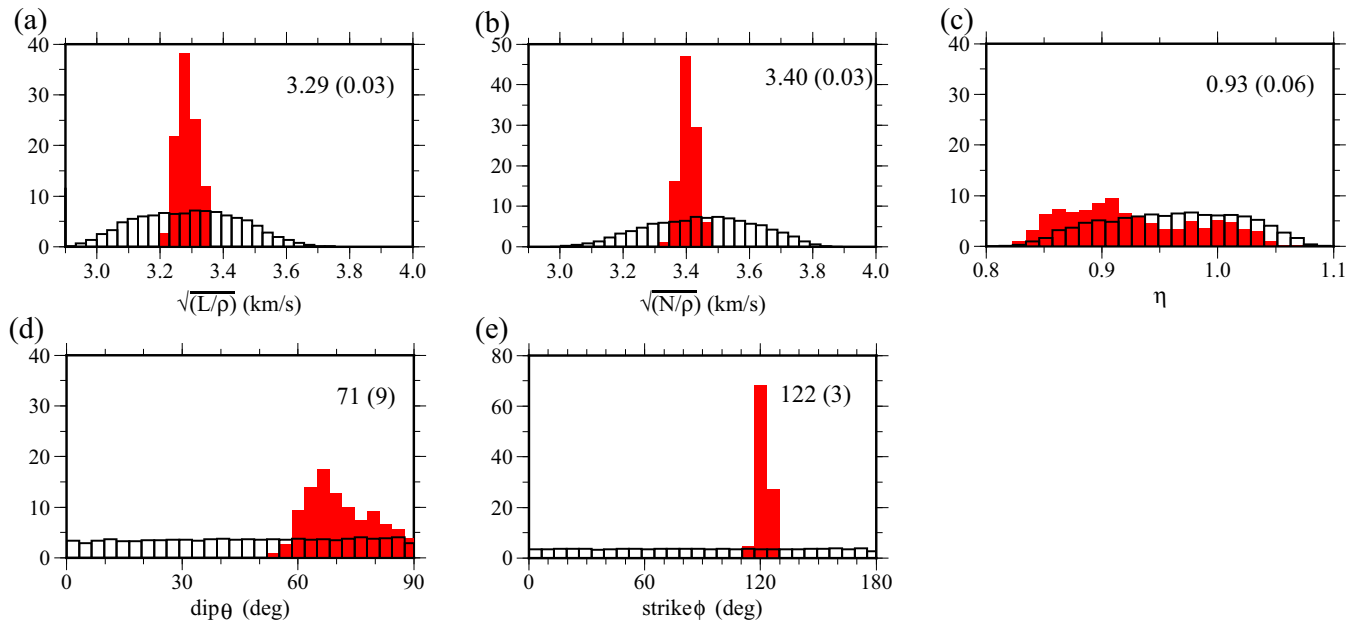 (a)
40
30
20
10
0
3.29 (0.03)
3.0 3.2 3.4 3.6 3.8 4.0
√(L/ρ) (km/s)
(b)
50
40
30
20
10
0
3.40 (0.03)
3.0 3.2 3.4 3.6 3.8 4.0
√(N/ρ) (km/s)
(c)
40
30
20
10
0
0.93 (0.06)
0.8 0.9 1.0 1.1
η
(d)
40
30
20
10
0
71 (9)
0 30 60 90
dipθ (deg)
(e)
80
60
40
20
0
122 (3)
0 60 120 180
strikeϕ (deg)